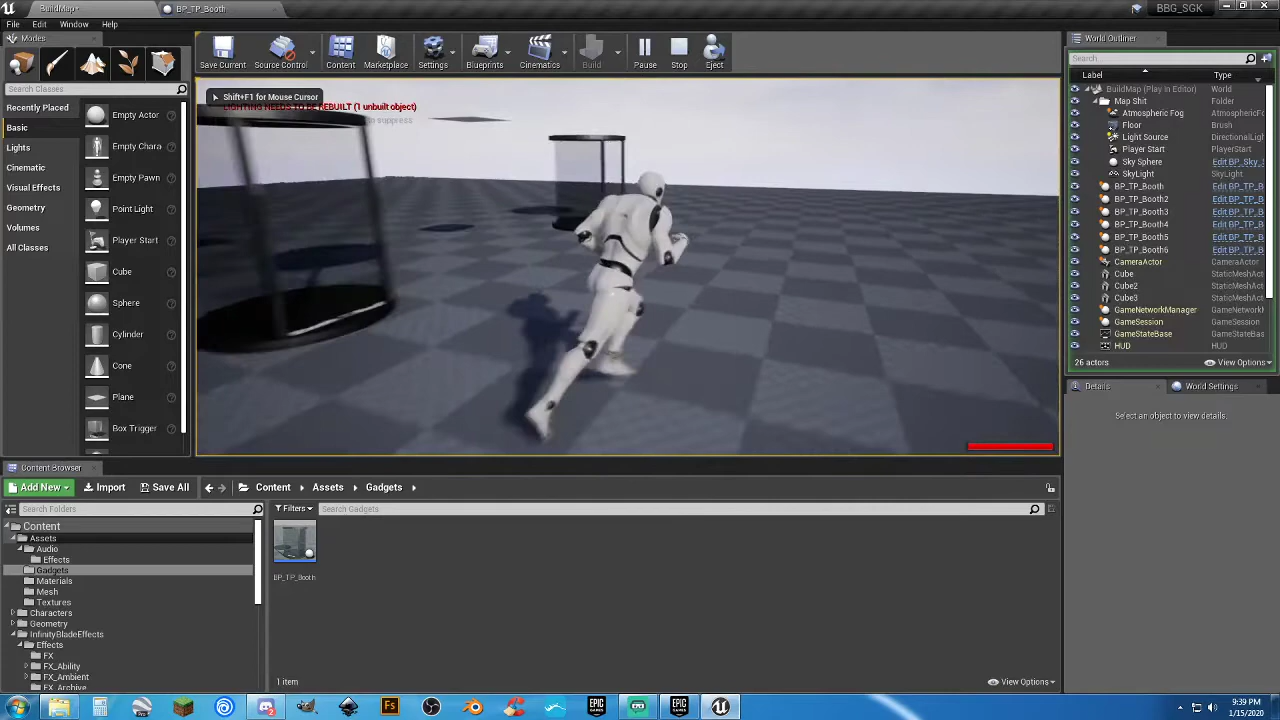 BuildMap*
BP_TP_Booth
BBG_SGK
File Edit Window Help
Modes
Search Classes
Recently Placed
Basic
Lights
Cinematic
Visual Effects
Geometry
Volumes
All Classes
Empty Actor
Empty Chara
Empty Pawn
Point Light
Player Start
Cube
Sphere
Cylinder
Cone
Plane
Box Trigger
Save Current Source Control Content Marketplace Settings Blueprints Cinematics Build Pause Stop Eject
Shift+F1 for Mouse Cursor
LIGHTING NEEDS TO BE REBUILT (1 unbuilt object)
to suppress
World Outliner
Search
Label Type
BuildMap (Play In Editor) World
Map Shit Folder
Atmospheric Fog AtmosphericF
Floor Brush
Light Source DirectionalLigh
Player Start PlayerStart
Sky Sphere Edit BP_Sky_S
SkyLight SkyLight
BP_TP_Booth Edit BP_TP_B
BP_TP_Booth2 Edit BP_TP_B
BP_TP_Booth3 Edit BP_TP_B
BP_TP_Booth4 Edit BP_TP_B
BP_TP_Booth5 Edit BP_TP_B
BP_TP_Booth6 Edit BP_TP_B
CameraActor CameraActor
Cube StaticMeshAct
Cube2 StaticMeshAct
Cube3 StaticMeshAct
GameNetworkManager GameNetworkM
GameSession GameSession
GameStateBase GameStateBase
HUD HUD
26 actors View Options
Details World Settings
Select an object to view details.
Content Browser
Add New Import Save All Content Assets Gadgets
Search Folders
Filters Search Gadgets
Content
Assets
Audio
Effects
Gadgets
Materials
Mesh
Textures
Characters
Geometry
InfinityBladeEffects
Effects
FX
FX_Ability
FX_Ambient
FX_Archive
BP_TP_Booth
1 item View Options
9:39 PM
1/15/2020